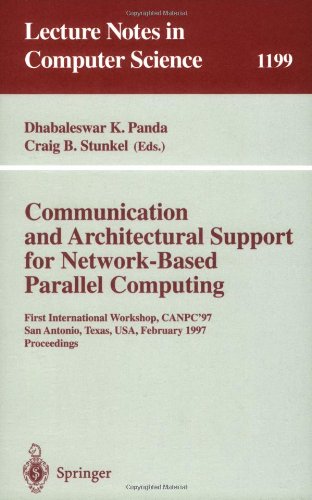 Lecture Notes in
Computer Science 1199
Dhabaleswar K. Panda
Craig B. Stunkel (Eds.)
Communication
and Architectural Support
for Network-Based
Parallel Computing
First International Workshop, CANPC'97
San Antonio, Texas, USA, February 1997
Proceedings
Springer